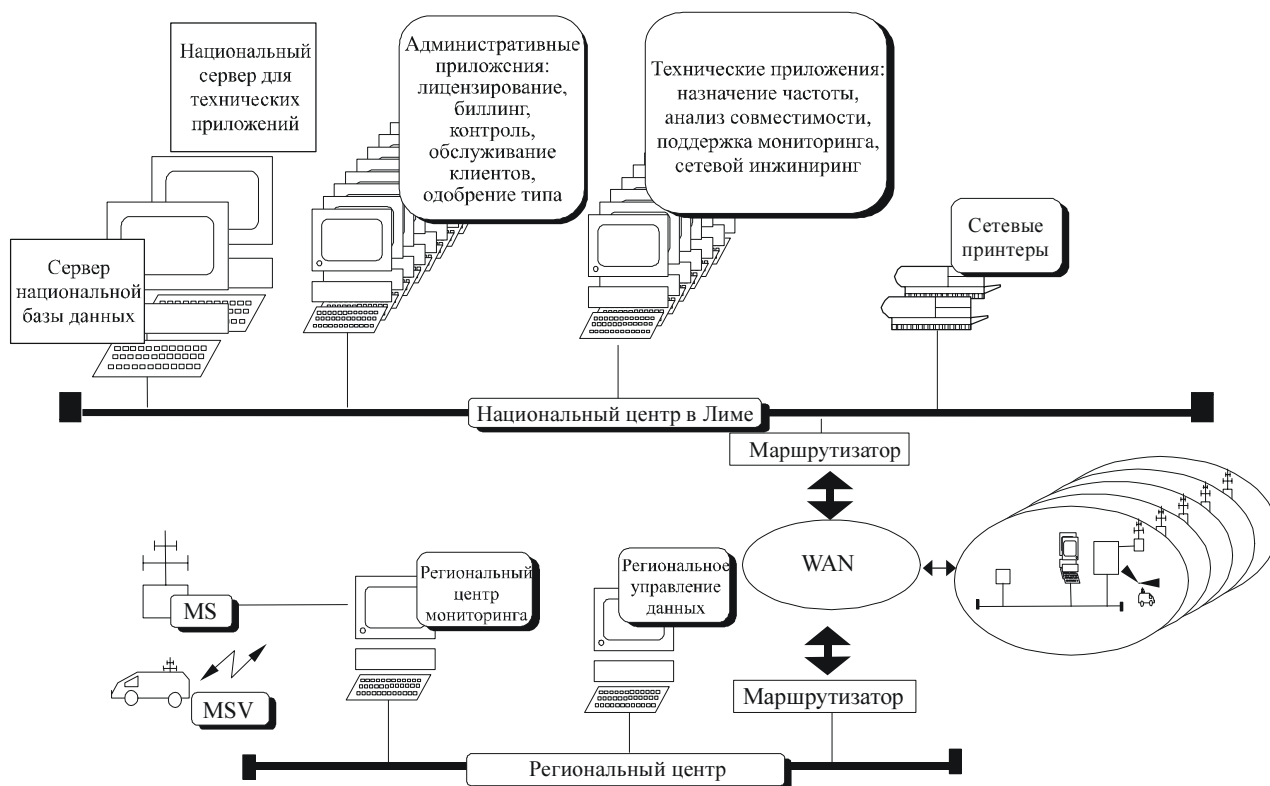 Национальный
сервер для
технических
приложений
Административные
приложения:
лицензирование,
биллинг,
контроль,
обслуживание
клиентов,
одобрение типа
Технические приложения:
назначение частоты,
анализ совместимости,
поддержка мониторинга,
сетевой инжиниринг
Сервер
национальной
базы данных
Сетевые
принтеры
Национальный центр в Лиме
Маршрутизатор
WAN
MS
MSV
Региональный
центр
мониторинга
Региональное
управление
данных
Маршрутизатор
Региональный центр